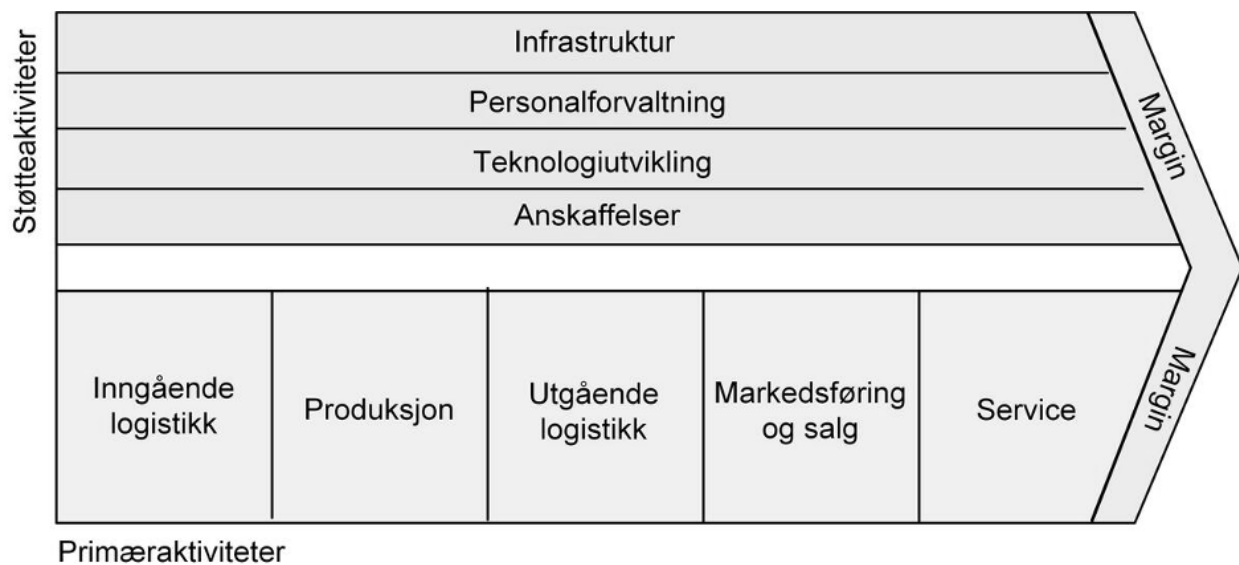 Støtteaktiviteter
Infrastruktur
Personalforvaltning
Teknologiutvikling
Anskaffelser
Margin
Inngående
logistikk
Produksjon
Utgående
logistikk
Markedsføring
og salg
Service
Margin
Primæraktiviteter